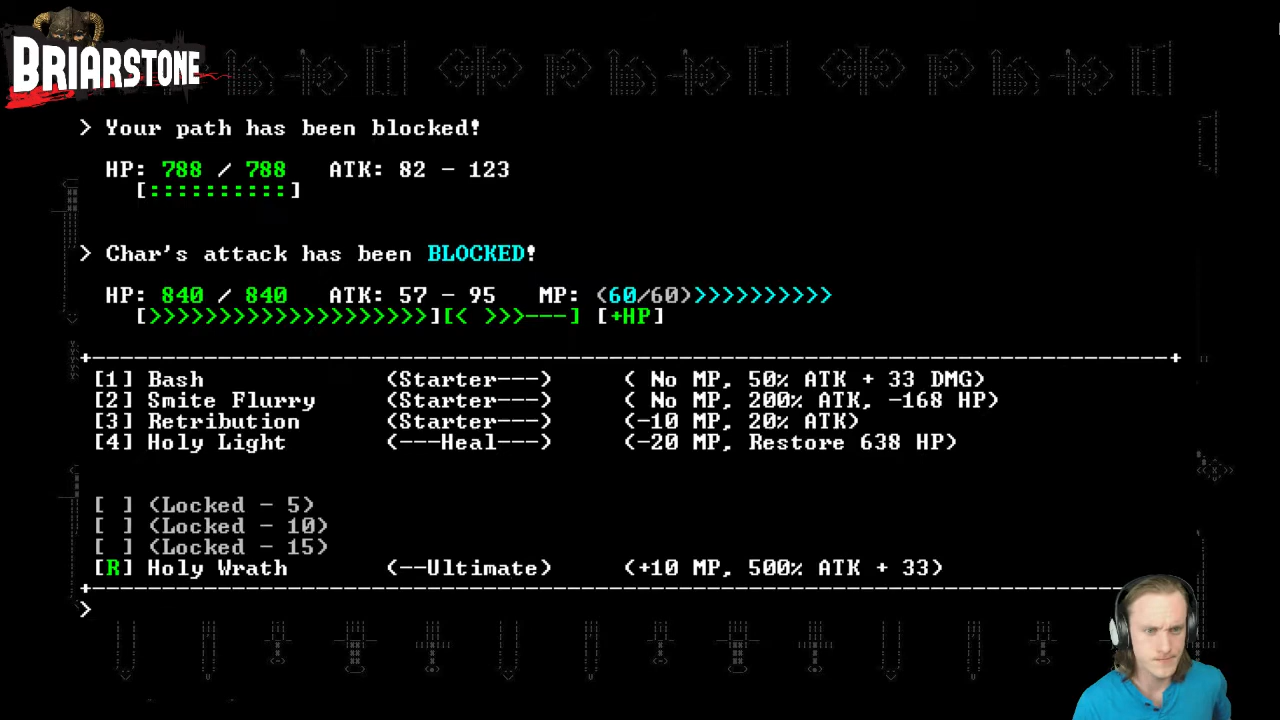 BRIARSTONE
> Your path has been blocked!
HP: 788 / 788 ATK: 82 - 123
[::::::::::]
> Char's attack has been BLOCKED!
HP: 840 / 840 ATK: 57 - 95 MP: (60/60)>>>>>>>>>>
[>>>>>>>>>>>>>>>>>>>>][< >>>---] [+HP]
[1] Bash (Starter---) ( No MP, 50% ATK + 33 DMG)
[2] Smite Flurry (Starter---) ( No MP, 200% ATK, -168 HP)
[3] Retribution (Starter---) (-10 MP, 20% ATK)
[4] Holy Light (---Heal---) (-20 MP, Restore 638 HP)
[ ] (Locked - 5)
[ ] (Locked - 10)
[ ] (Locked - 15)
[R] Holy Wrath (--Ultimate) (+10 MP, 500% ATK + 33)
>